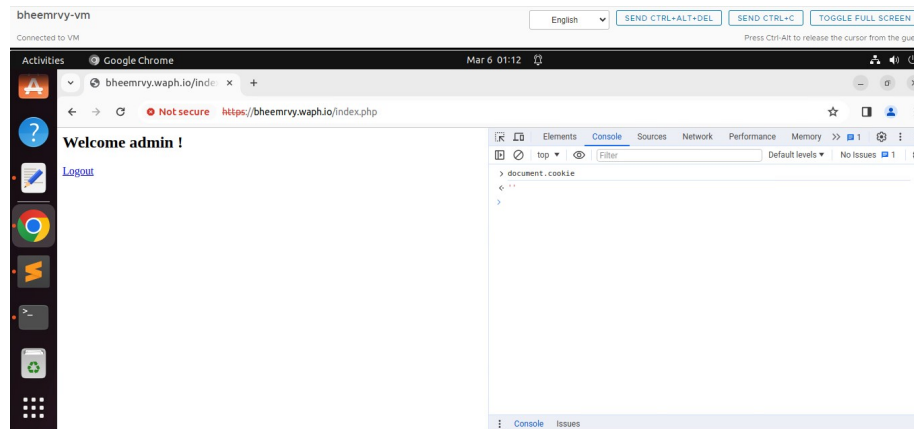 bheemrvy-vm
English
SEND CTRL+ALT+DEL
SEND CTRL+C
TOGGLE FULL SCREEN
Connected to VM
Press Ctrl-Alt to release the cursor from the gue
Activities
Google Chrome
Mar 6 01:12
bheemrvy.waph.io/inde
Not secure
https://bheemrvy.waph.io/index.php
Welcome admin !
Logout
Elements Console Sources Network Performance Memory
1
top
Filter
Default levels
No Issues 1
> document.cookie
< ''
>
Console Issues